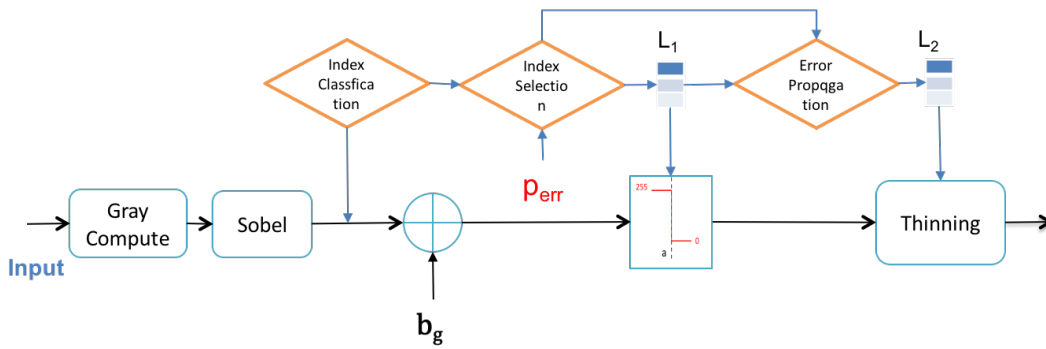 Index
Classfica
tion
Index
Selectio
n
L1
Error
Propqga
tion
L2
perr
255
0
a
Gray
Compute
Sobel
Thinning
Input
bg